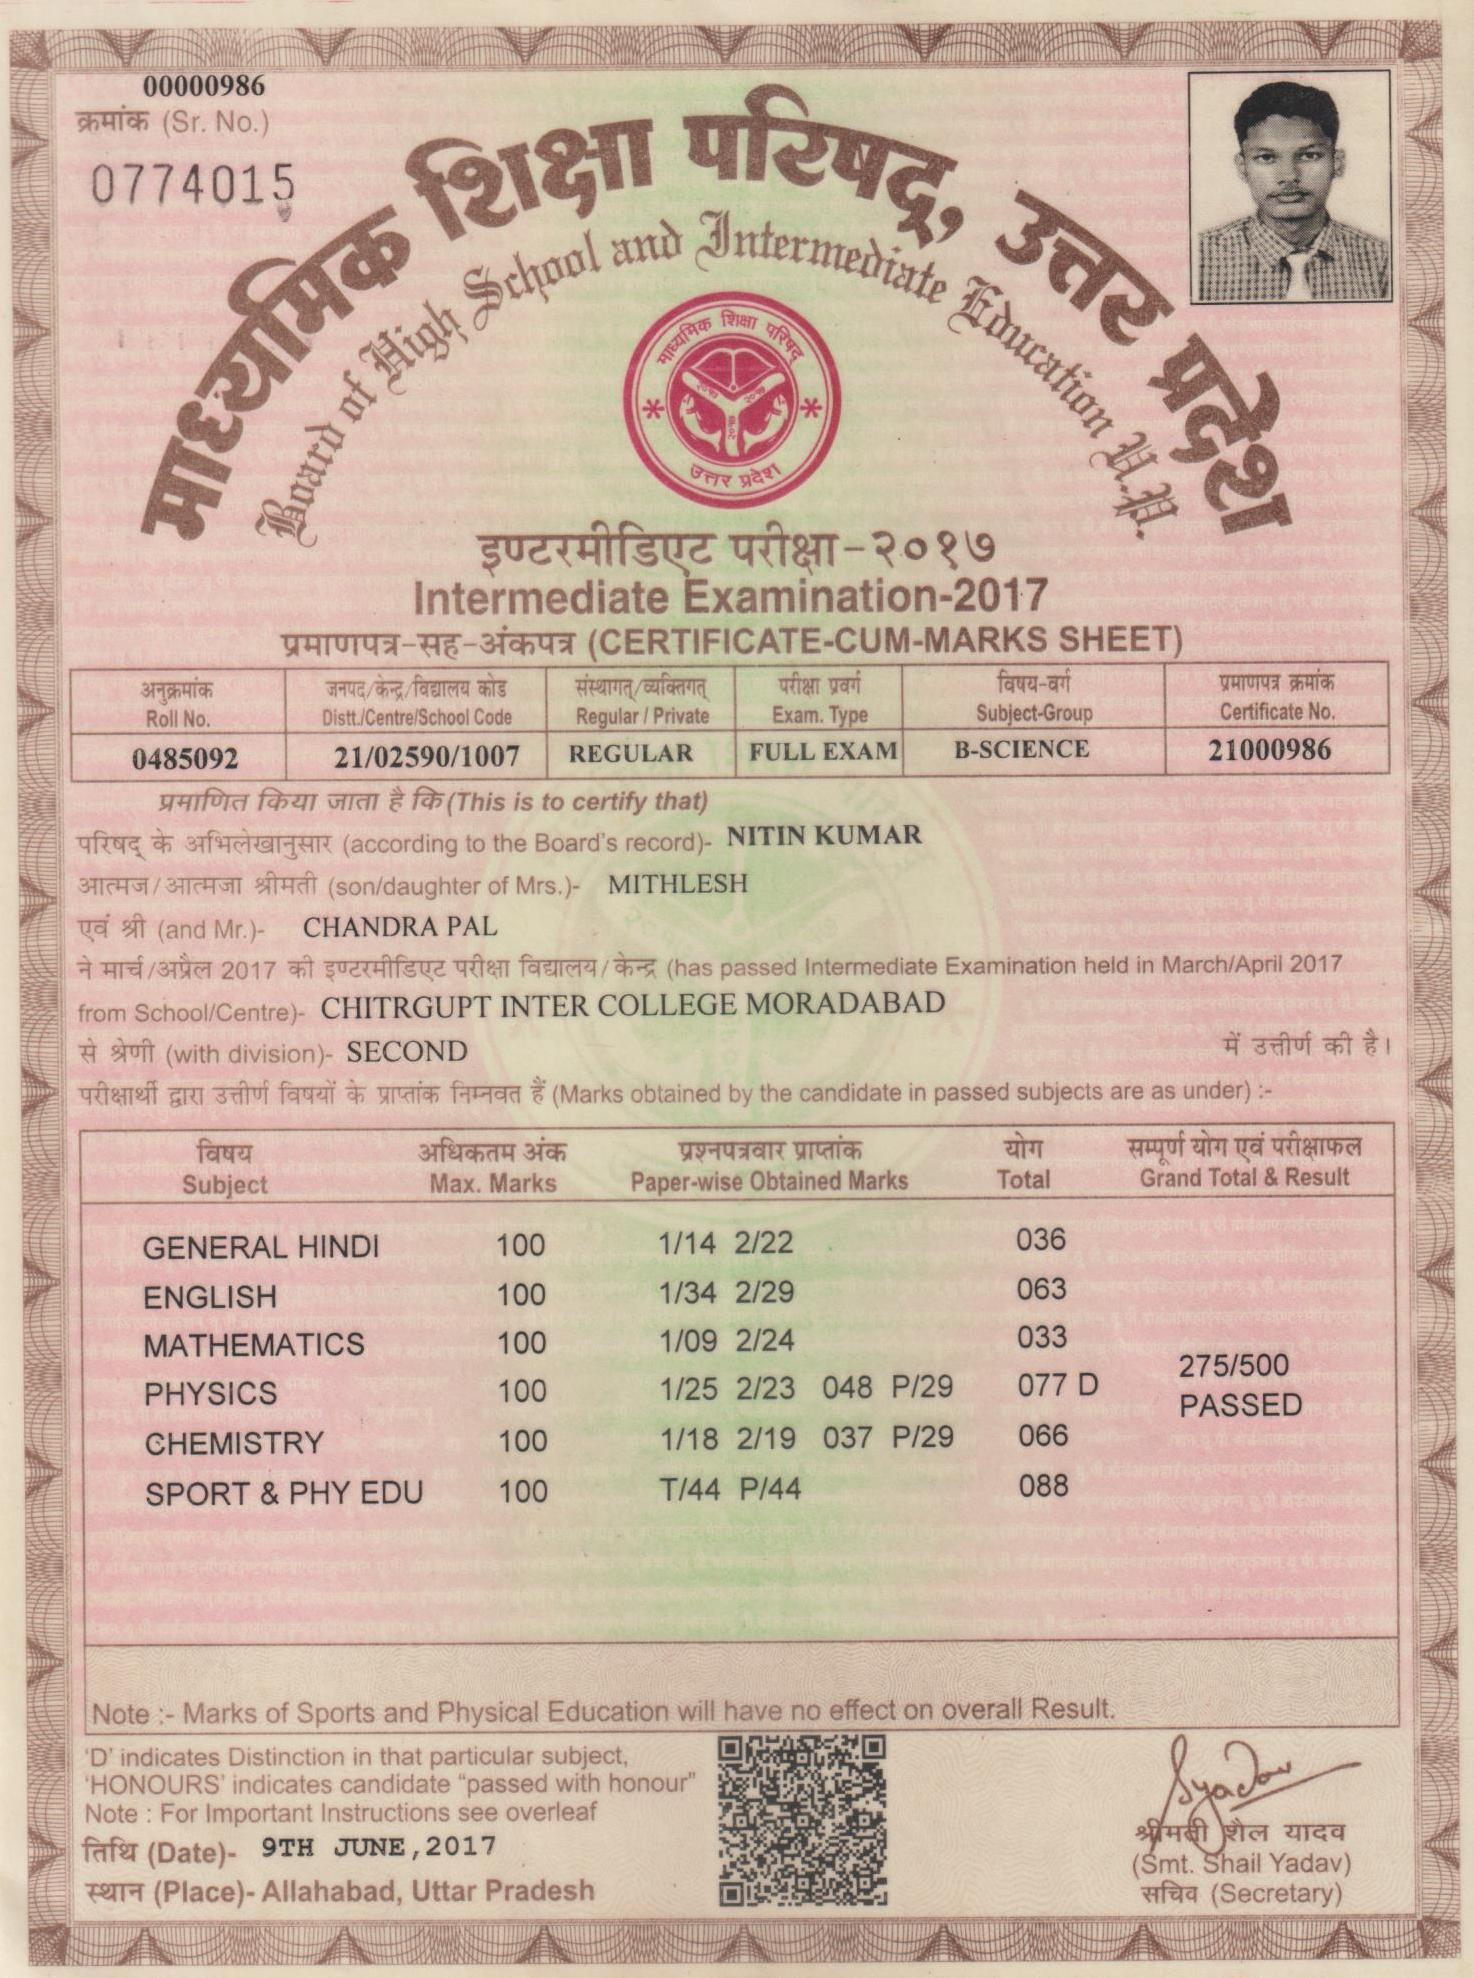 00000986
क्रमांक (Sr. No.)
0774015
माध्यमिक शिक्षा परिषद्, उत्तर प्रदेश
Board of High School and Intermediate Education U.P.
माध्यमिक शिक्षा परिषद्
उत्तर प्रदेश
इण्टरमीडिएट परीक्षा-२०१७
Intermediate Examination-2017
प्रमाणपत्र-सह-अंकपत्र (CERTIFICATE-CUM-MARKS SHEET)
अनुक्रमांक जनपद/केन्द्र/विद्यालय कोड संस्थागत्/व्यक्तिगत् परीक्षा प्रवर्ग विषय-वर्ग प्रमाणपत्र क्रमांक
Roll No. Distt./Centre/School Code Regular / Private Exam. Type Subject-Group Certificate No.
0485092 21/02590/1007 REGULAR FULL EXAM B-SCIENCE 21000986
प्रमाणित किया जाता है कि (This is to certify that)
परिषद् के अभिलेखानुसार (according to the Board's record)- NITIN KUMAR
आत्मज/आत्मजा श्रीमती (son/daughter of Mrs.)- MITHLESH
एवं श्री (and Mr.)- CHANDRA PAL
ने मार्च/अप्रैल 2017 की इण्टरमीडिएट परीक्षा विद्यालय/केन्द्र (has passed Intermediate Examination held in March/April 2017
from School/Centre)- CHITRGUPT INTER COLLEGE MORADABAD
से श्रेणी (with division)- SECOND में उत्तीर्ण की है।
परीक्षार्थी द्वारा उत्तीर्ण विषयों के प्राप्तांक निम्नवत हैं (Marks obtained by the candidate in passed subjects are as under) :-
विषय अधिकतम अंक प्रश्नपत्रवार प्राप्तांक योग सम्पूर्ण योग एवं परीक्षाफल
Subject Max. Marks Paper-wise Obtained Marks Total Grand Total & Result
GENERAL HINDI 100 1/14 2/22 036
ENGLISH 100 1/34 2/29 063
MATHEMATICS 100 1/09 2/24 033
275/500
PHYSICS 100 1/25 2/23 048 P/29 077 D
PASSED
CHEMISTRY 100 1/18 2/19 037 P/29 066
SPORT & PHY EDU 100 T/44 P/44 088
Note :- Marks of Sports and Physical Education will have no effect on overall Result.
'D' indicates Distinction in that particular subject,
'HONOURS' indicates candidate "passed with honour"
Note : For Important Instructions see overleaf
तिथि (Date)- 9TH JUNE,2017
स्थान (Place)- Allahabad, Uttar Pradesh
Syadav
श्रीमती शैल यादव
(Smt. Shail Yadav)
सचिव (Secretary)